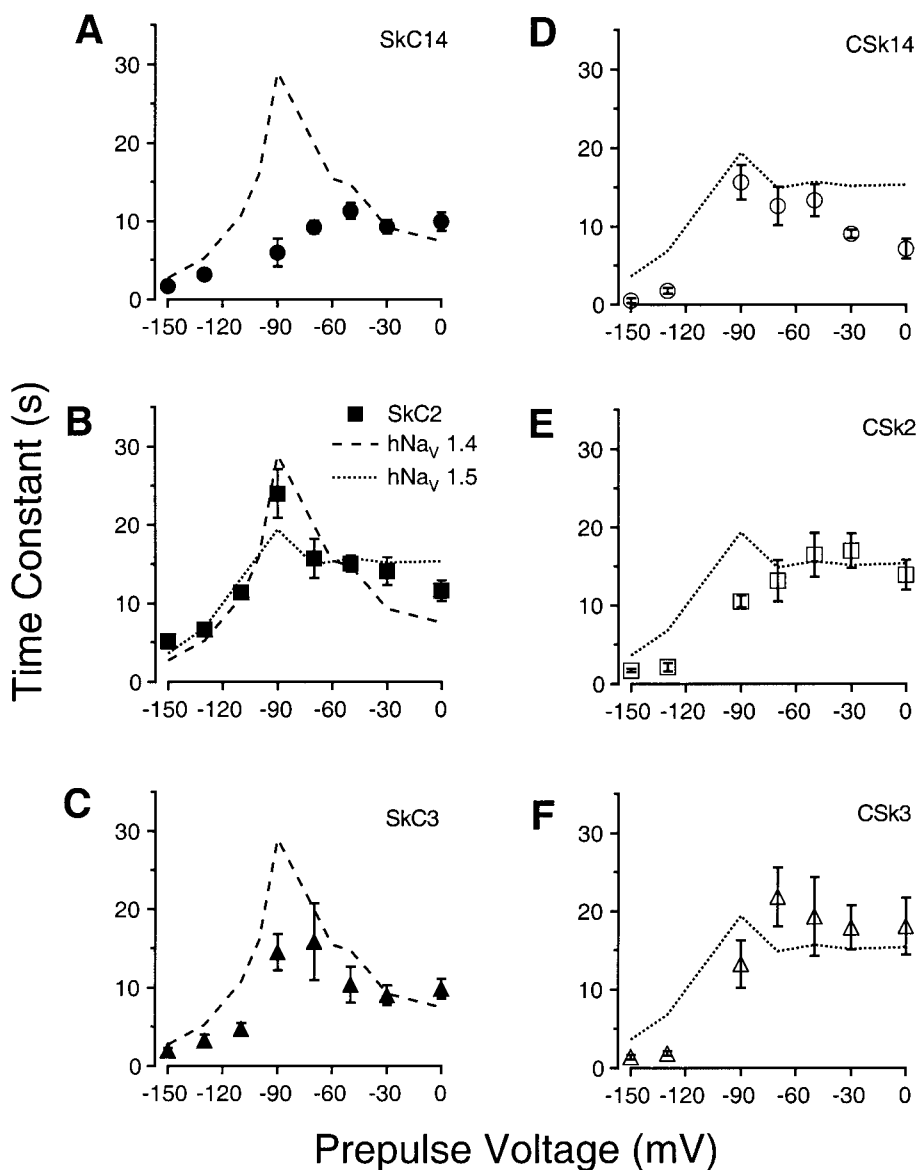 A
SkC14
30
20
10
0
-150 -120 -90 -60 -30 0
D
CSk14
30
20
10
0
-150 -120 -90 -60 -30 0
B
SkC2
hNaV 1.4
hNaV 1.5
30
20
10
0
-150 -120 -90 -60 -30 0
E
CSk2
30
20
10
0
-150 -120 -90 -60 -30 0
C
SkC3
30
20
10
0
-150 -120 -90 -60 -30 0
F
CSk3
30
20
10
0
-150 -120 -90 -60 -30 0
Time Constant (s)
Prepulse Voltage (mV)